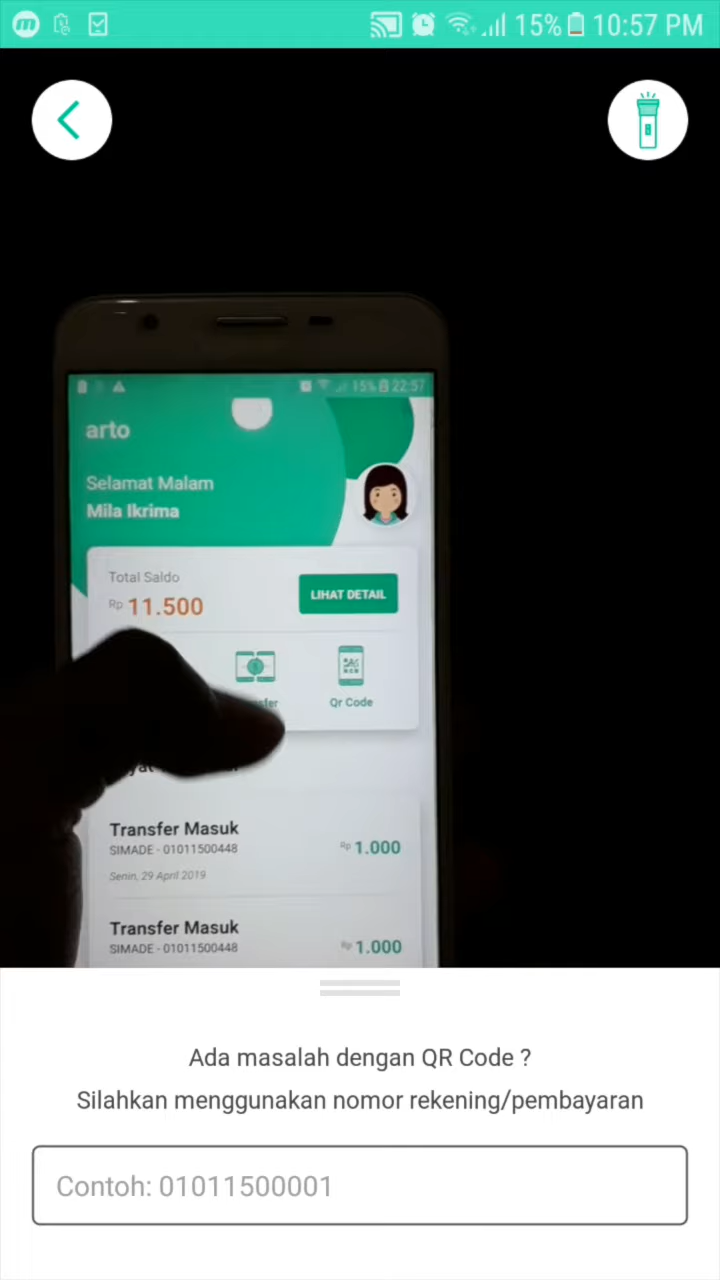 15% 10:57 PM
15% 22:57
arto
Selamat Malam
Mila Ikrima
Total Saldo
Rp 11.500
LIHAT DETAIL
Qr Code
Transfer Masuk
SIMADE - 01011500448
Rp 1.000
Senin, 29 April 2019
Transfer Masuk
SIMADE - 01011500448
Rp 1.000
Ada masalah dengan QR Code ?
Silahkan menggunakan nomor rekening/pembayaran
Contoh: 01011500001